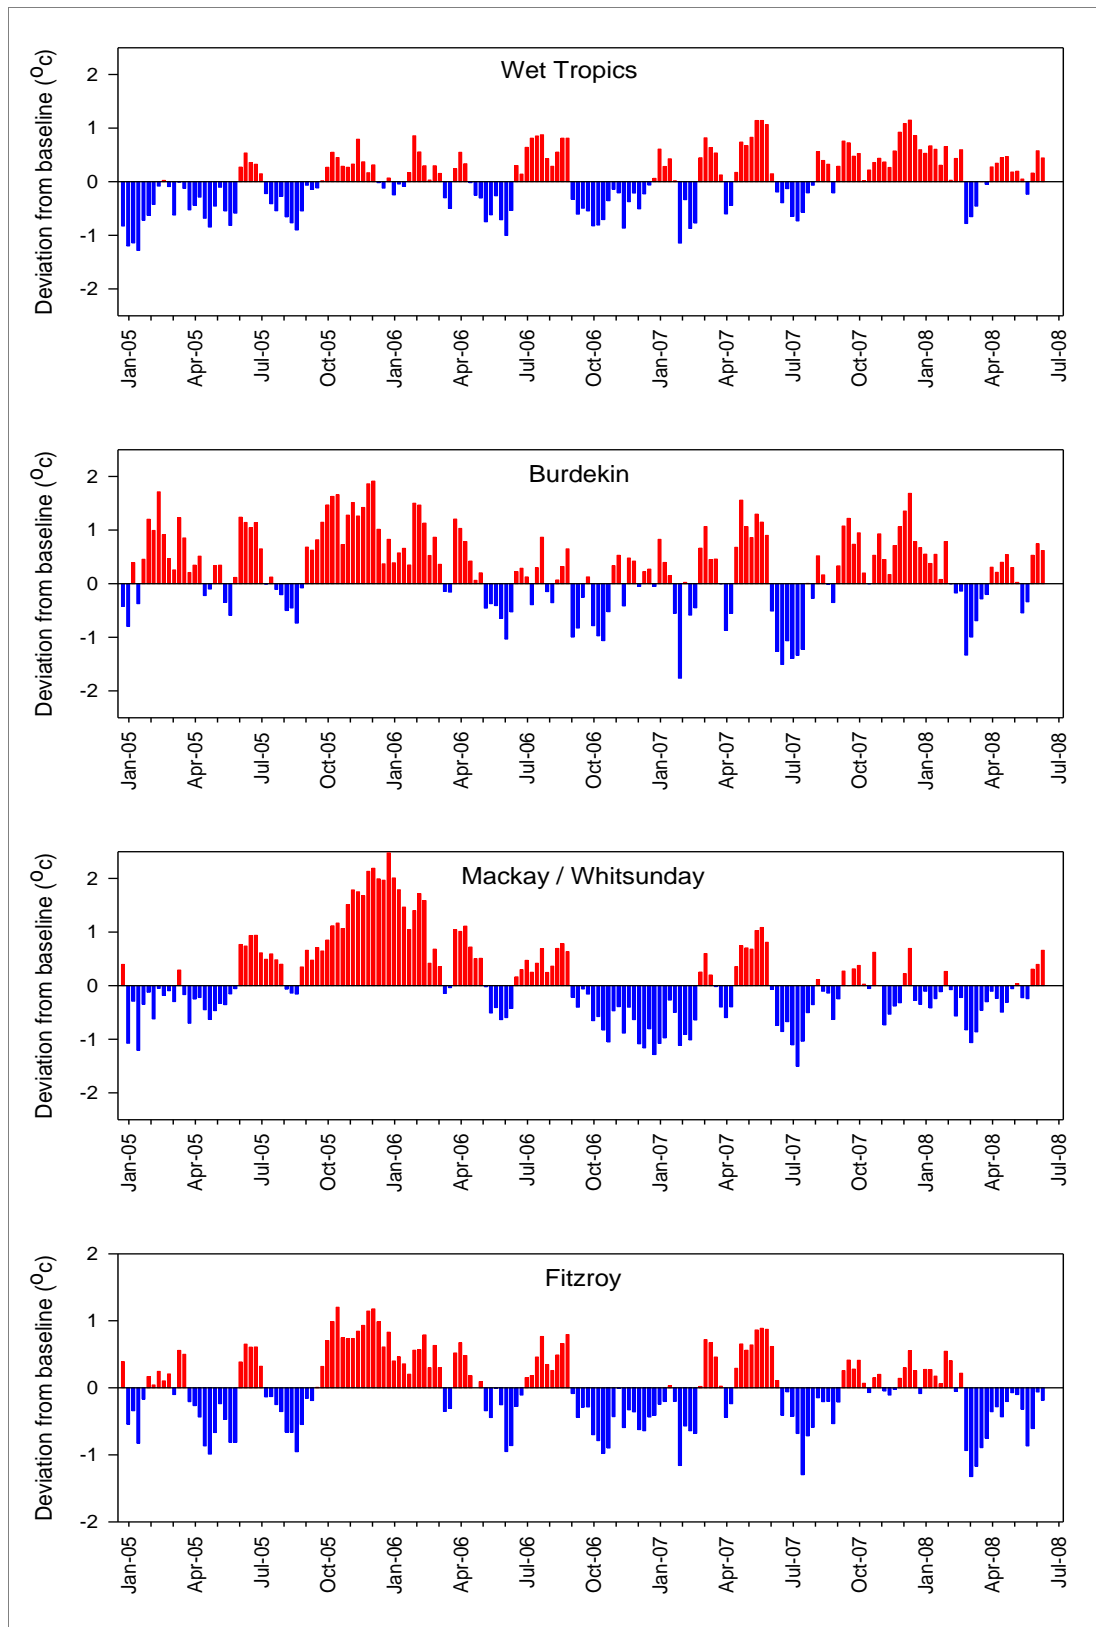 Wet Tropics
Deviation from baseline (°c)
2
1
0
-1
-2
Jan-05
Apr-05
Jul-05
Oct-05
Jan-06
Apr-06
Jul-06
Oct-06
Jan-07
Apr-07
Jul-07
Oct-07
Jan-08
Apr-08
Jul-08
Burdekin
Deviation from baseline (°c)
2
1
0
-1
-2
Jan-05
Apr-05
Jul-05
Oct-05
Jan-06
Apr-06
Jul-06
Oct-06
Jan-07
Apr-07
Jul-07
Oct-07
Jan-08
Apr-08
Jul-08
Mackay / Whitsunday
Deviation from baseline (°c)
2
1
0
-1
-2
Jan-05
Apr-05
Jul-05
Oct-05
Jan-06
Apr-06
Jul-06
Oct-06
Jan-07
Apr-07
Jul-07
Oct-07
Jan-08
Apr-08
Jul-08
Fitzroy
Deviation from baseline (°c)
2
1
0
-1
-2
Jan-05
Apr-05
Jul-05
Oct-05
Jan-06
Apr-06
Jul-06
Oct-06
Jan-07
Apr-07
Jul-07
Oct-07
Jan-08
Apr-08
Jul-08